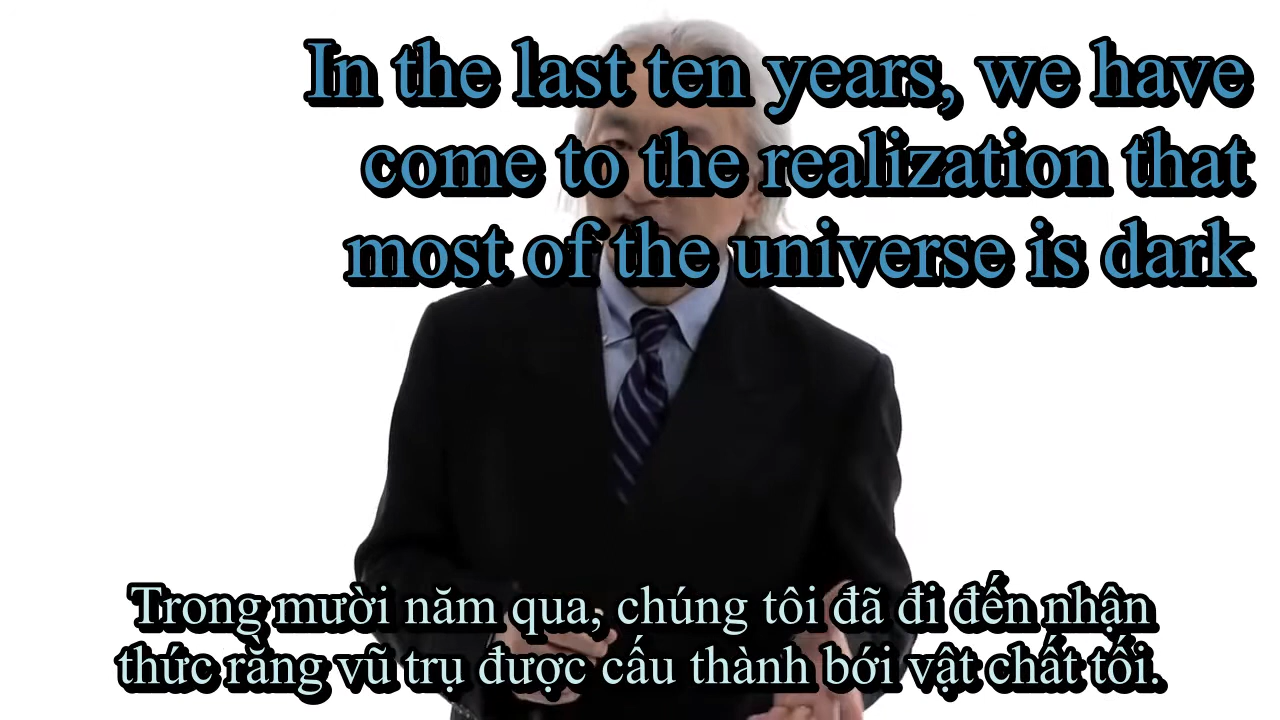 In the last ten years, we have
come to the realization that
most of the universe is dark
Trong mười năm qua, chúng tôi đã đi đến nhận
thức rằng vũ trụ được cấu thành bới vật chất tối.